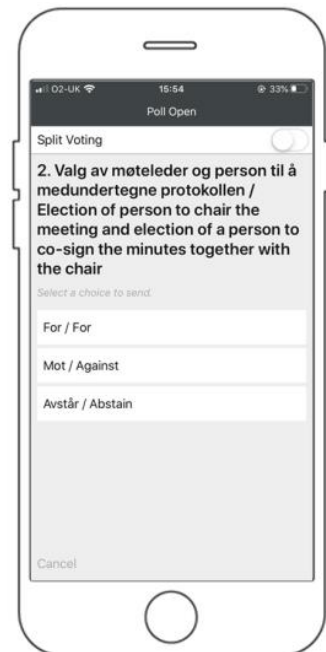 O2-UK 15:54 33%
Poll Open
Split Voting
2. Valg av møteleder og person til å
medundertegne protokollen /
Election of person to chair the
meeting and election of a person to
co-sign the minutes together with
the chair
Select a choice to send.
For / For
Mot / Against
Avstår / Abstain
Cancel